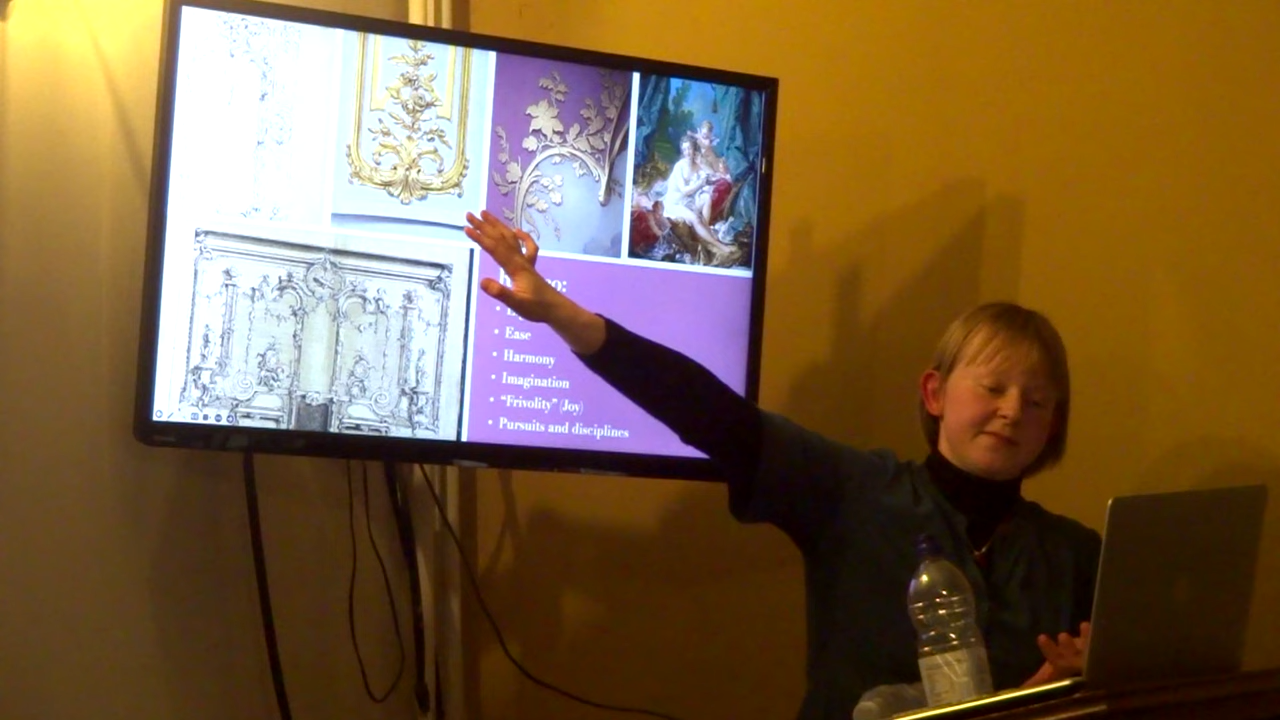 • Ease
• Harmony
• Imagination
• “Frivolity” (Joy)
• Pursuits and disciplines